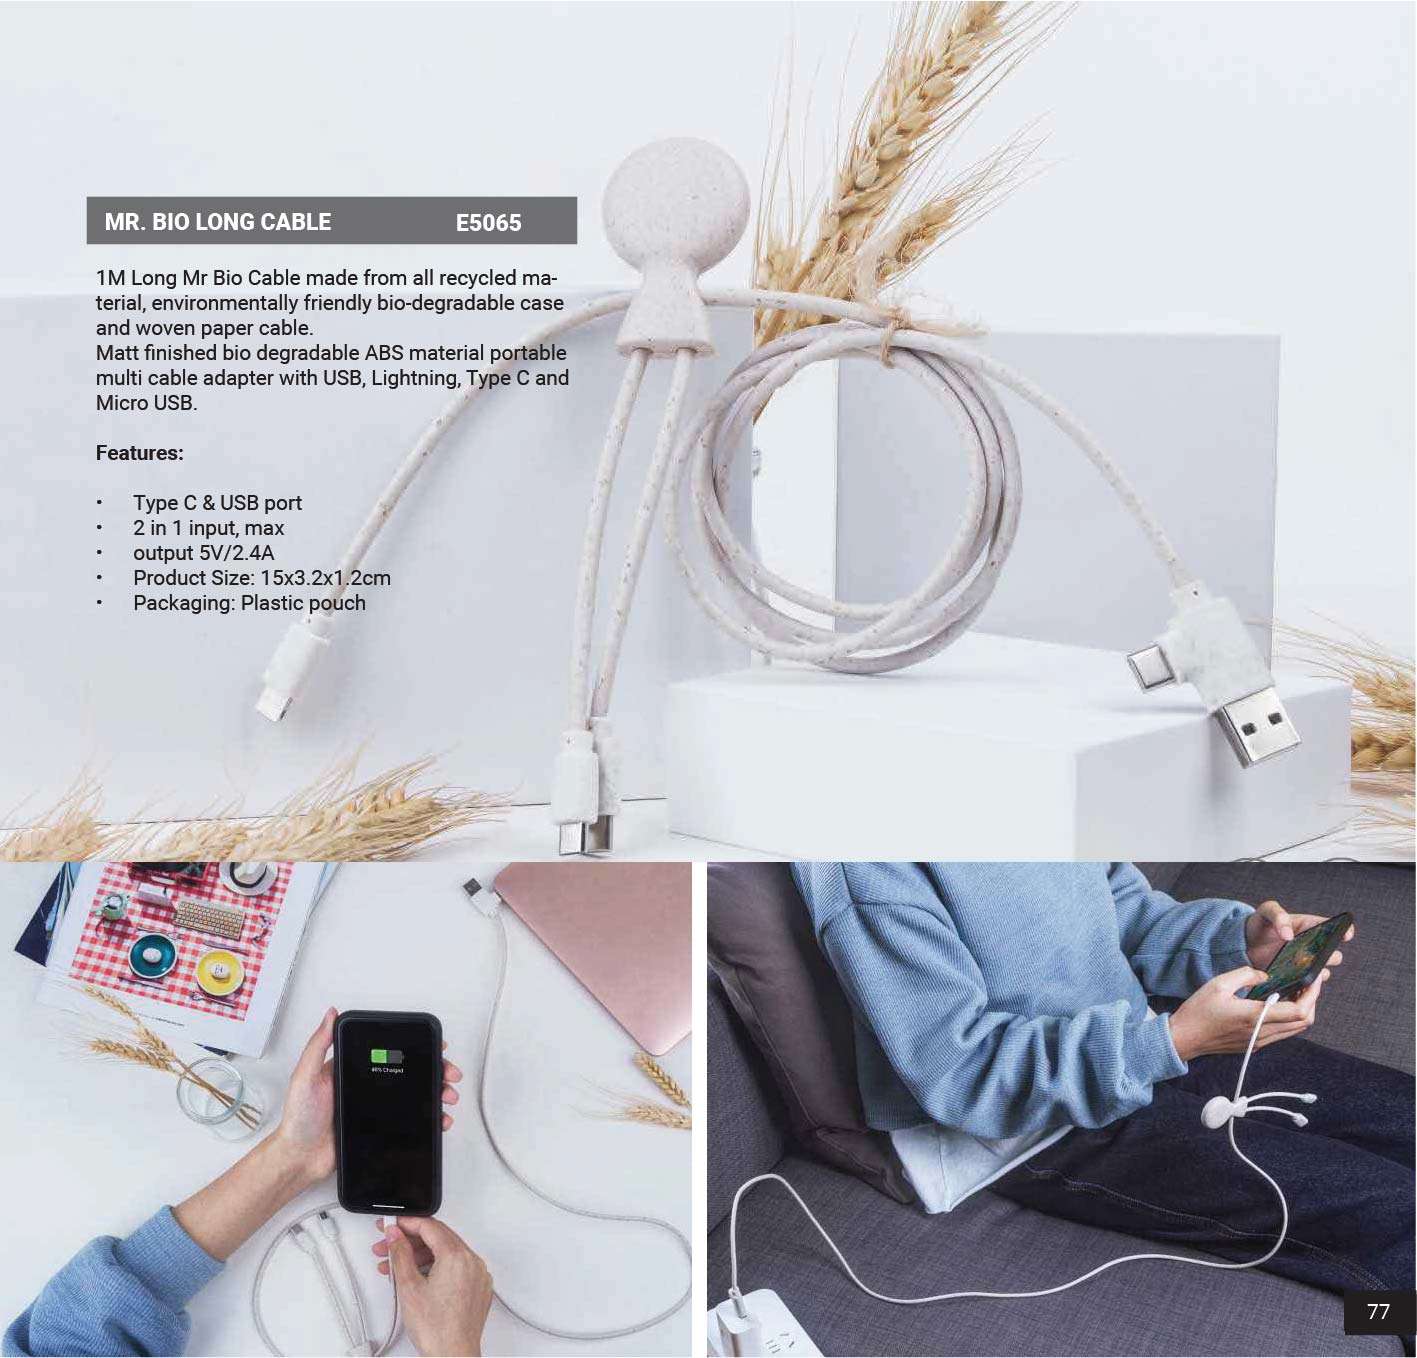 MR. BIO LONG CABLE E5065
1M Long Mr Bio Cable made from all recycled ma-
terial, environmentally friendly bio-degradable case
and woven paper cable.
Matt finished bio degradable ABS material portable
multi cable adapter with USB, Lightning, Type C and
Micro USB.
Features:
• Type C & USB port
• 2 in 1 input, max
• output 5V/2.4A
• Product Size: 15x3.2x1.2cm
• Packaging: Plastic pouch
46% Charged
77